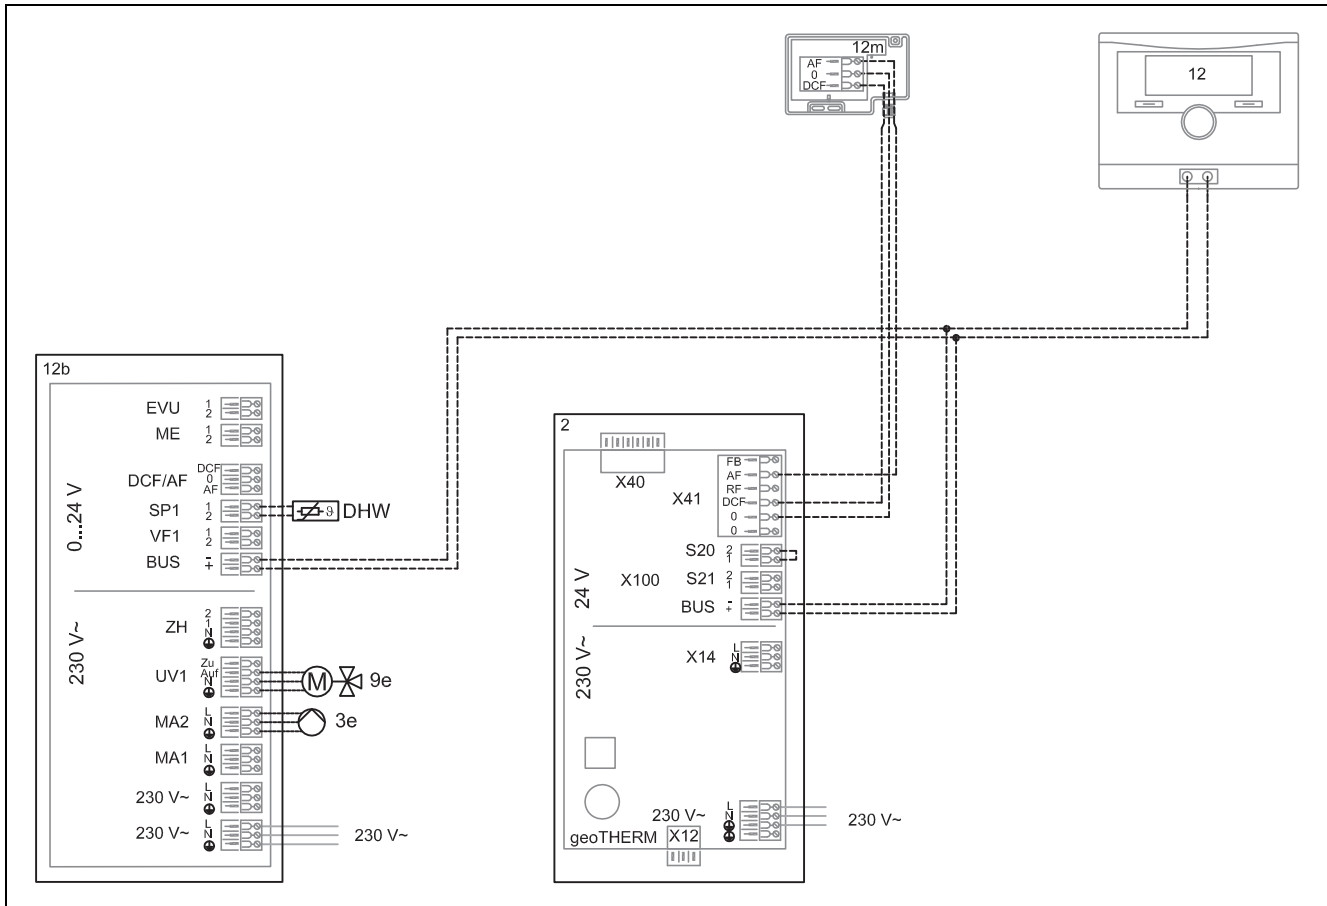 12m
AF
0
DCF
12
12b
0...24 V
EVU 1
2
ME 1
2
DCF/AF DCF
0
AF
SP1 1
2
DHW
VF1 1
2
BUS -
+
230 V~
ZH 2
1
N
UV1 Zu
Auf
N
M 9e
MA2 L
N
3e
MA1 L
N
230 V~ L
N
230 V~ L
N
230 V~
2
X40
X41
FB
AF
RF
DCF
0
0
24 V
X100
S20 2
1
S21 2
1
BUS -
+
230 V~
X14 L
N
230 V~ L
N
230 V~
geoTHERM
X12